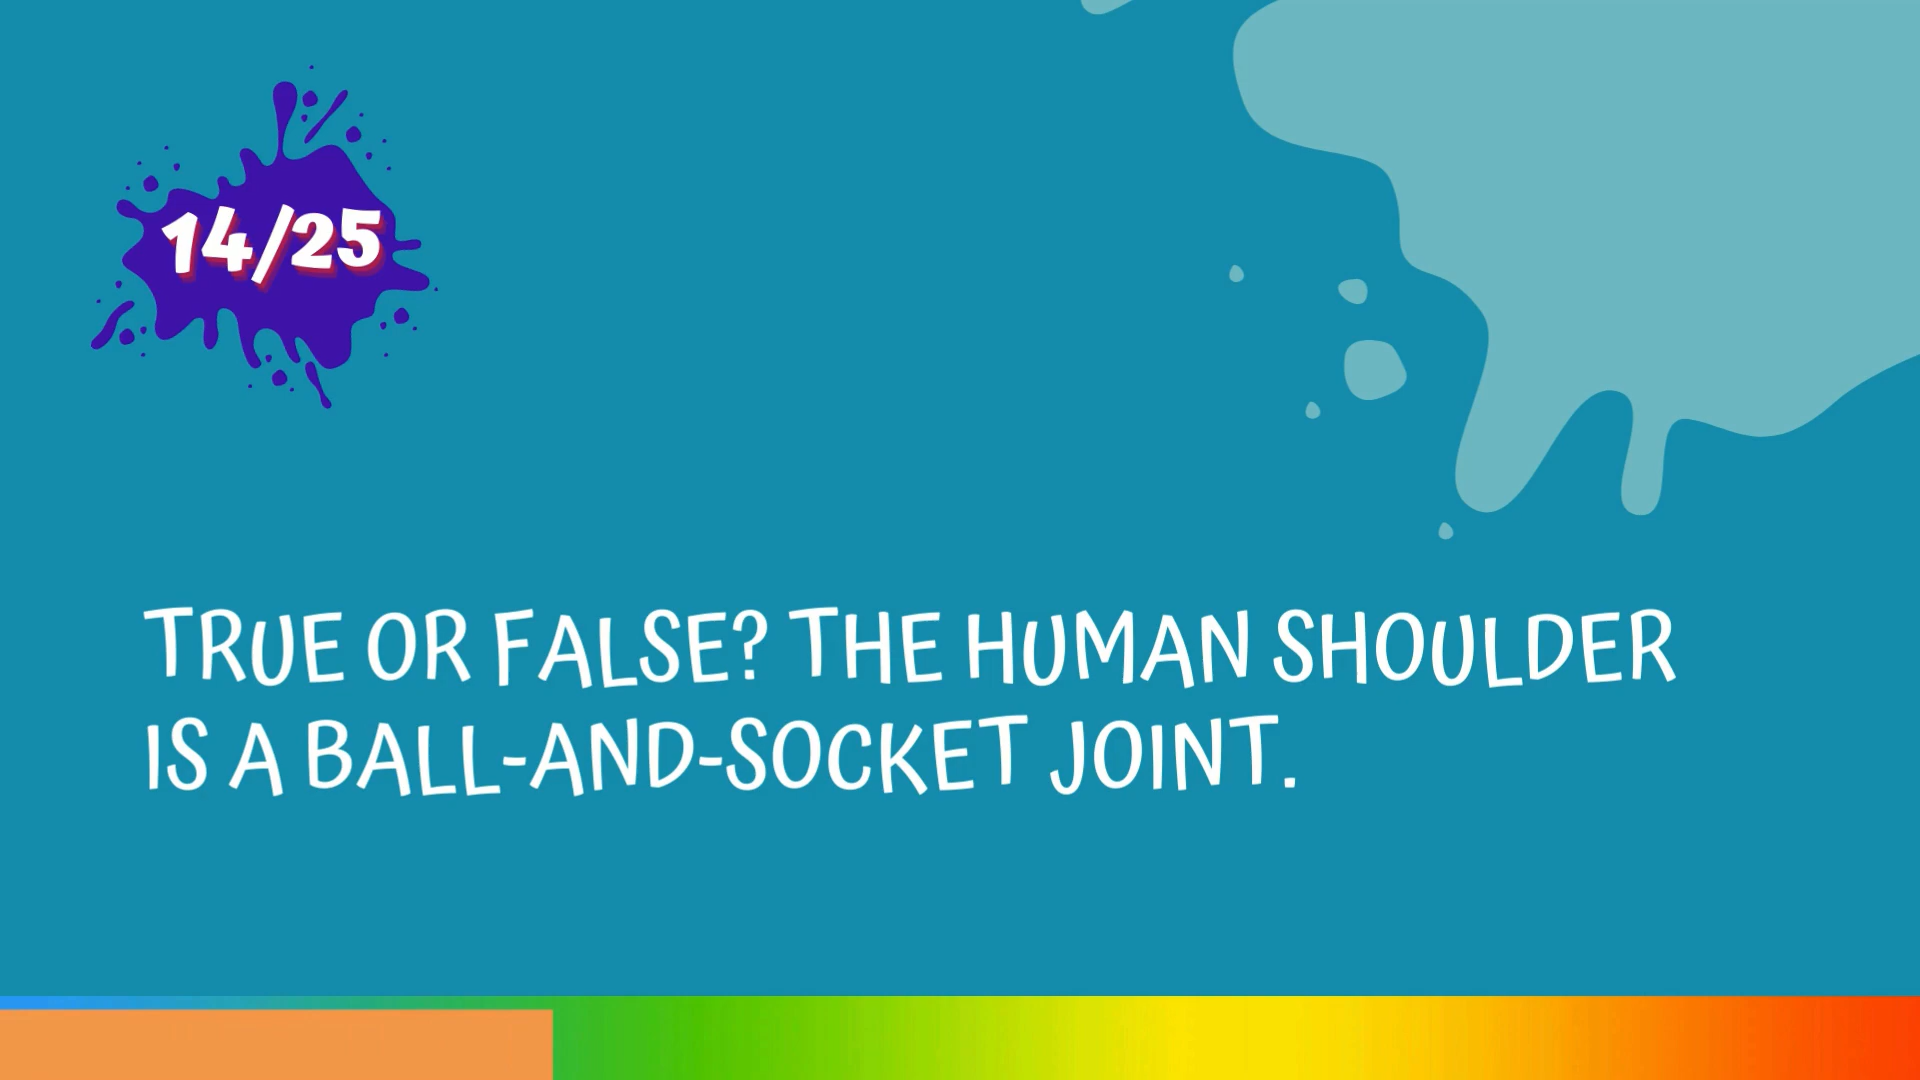 14/25
TRUE OR FALSE? THE HUMAN SHOULDER
IS A BALL-AND-SOCKET JOINT.